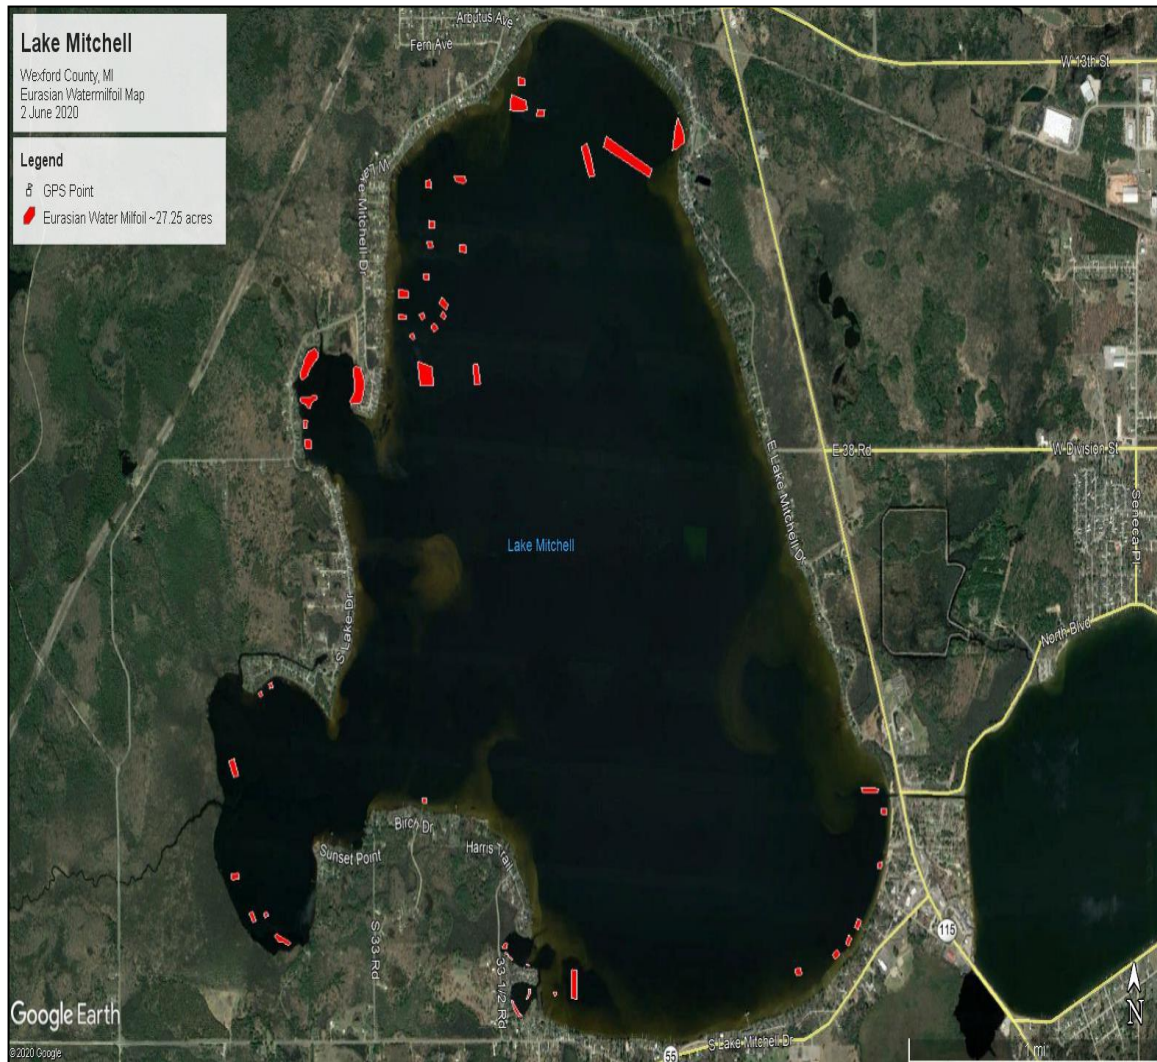 Lake Mitchell
Wexford County, MI
Eurasian Watermilfoil Map
2 June 2020
Legend
GPS Point
Eurasian Water Milfoil ~27.25 acres
Arbutus Ave
Fern Ave
W 13th St
W Lake Mitchell Dr
E 38 Rd
W Division St
Seneca Pl
E Lake Mitchell D
Lake Mitchell
S Lake Dr
North Blvd
Birch Dr
Sunset Point
Harris Trail
S 33 Rd
33 1/2 Rd
115
N
S Lake Mitchell Dr
55
1 mi
Google Earth
©2020 Google